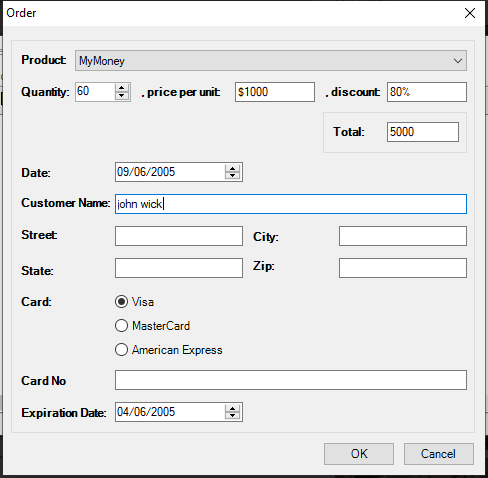 Order
Product: MyMoney
Quantity: 60 , price per unit: $1000 , discount: 80%
Total: 5000
Date: 09/06/2005
Customer Name: john wick
Street: City:
State: Zip:
Card: Visa
MasterCard
American Express
Card No
Expiration Date: 04/06/2005
OK Cancel